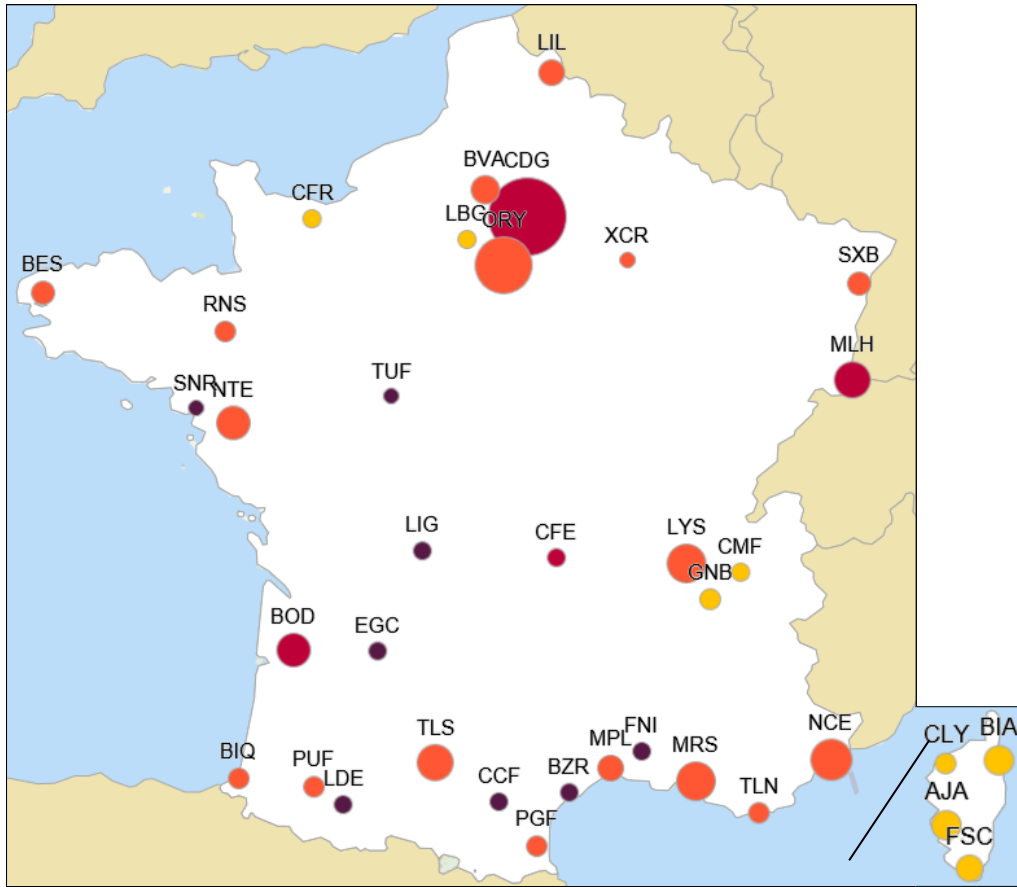 LIL
BVA
CDG
CFR
LBG
ORY
XCR
SXB
BES
RNS
MLH
TUF
SNR
NTE
LIG
CFE
LYS
CMF
GNB
BOD
EGC
BIQ
PUF
LDE
TLS
CCF
BZR
PGF
MPL
FNI
MRS
TLN
NCE
CLY
BIA
AJA
FSC